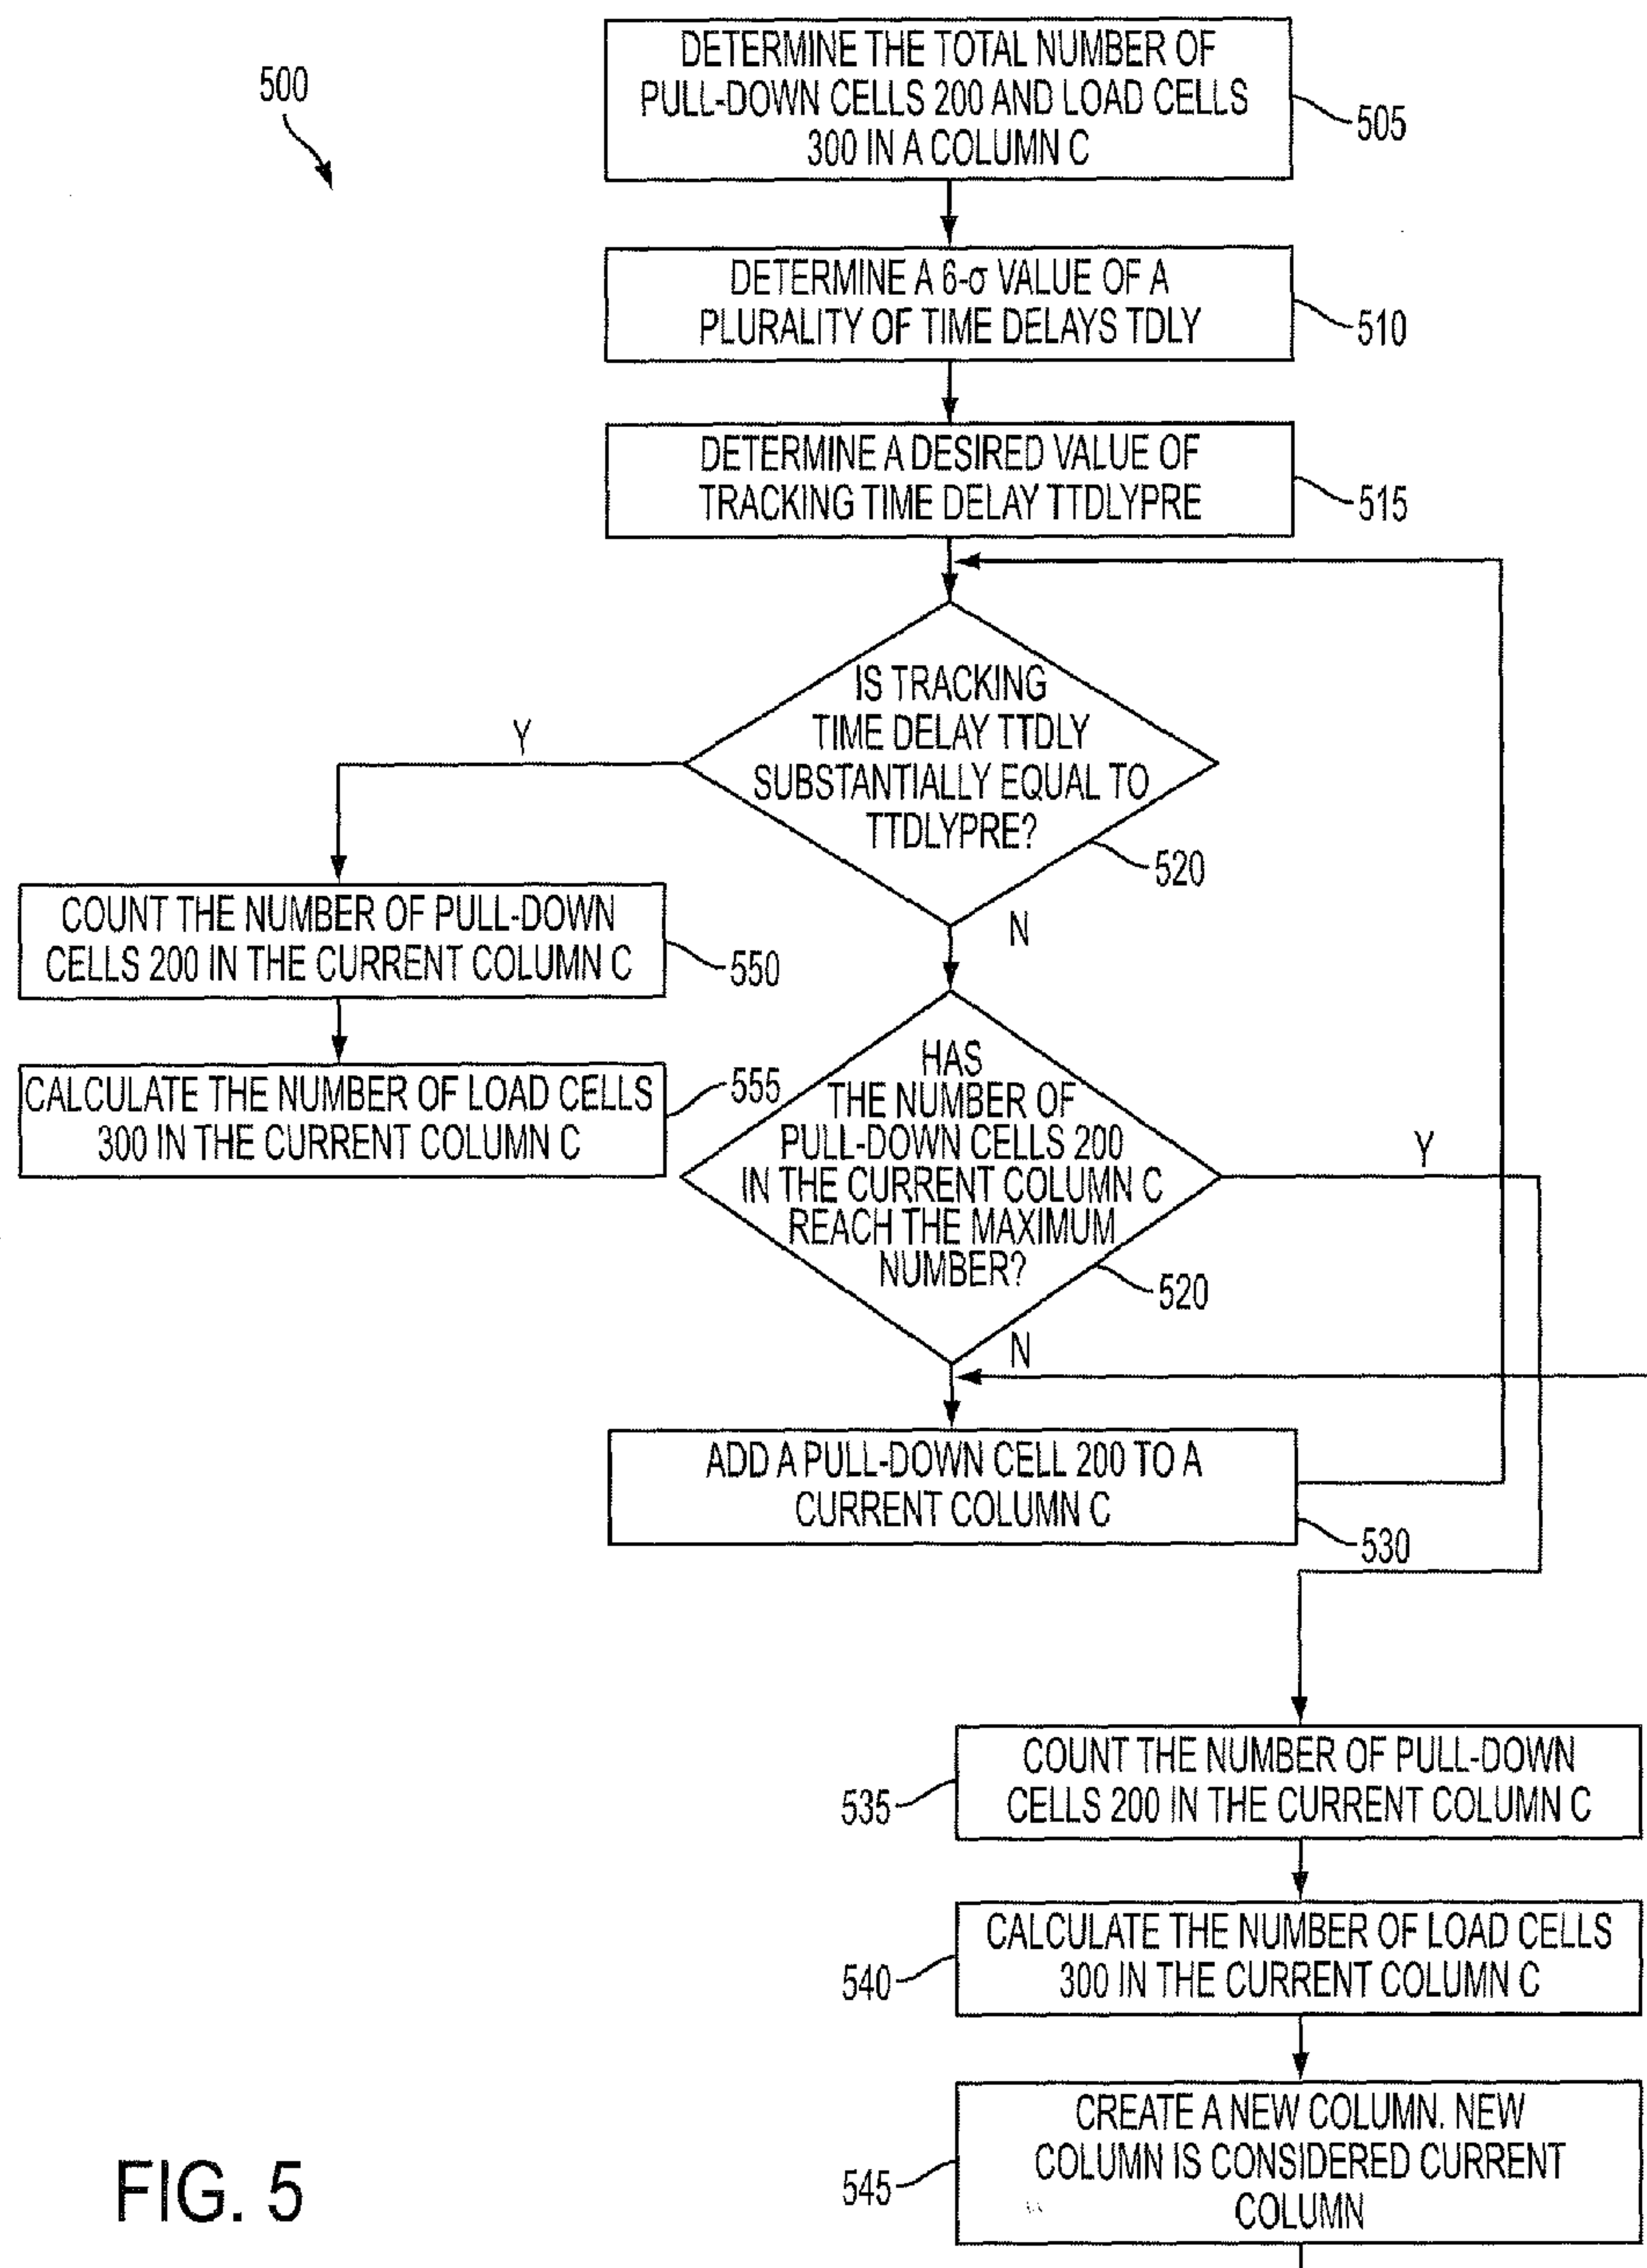 500
DETERMINE THE TOTAL NUMBER OF
PULL-DOWN CELLS 200 AND LOAD CELLS
300 IN A COLUMN C
505
DETERMINE A 6-σ VALUE OF A
PLURALITY OF TIME DELAYS TDLY
510
DETERMINE A DESIRED VALUE OF
TRACKING TIME DELAY TTDLYPRE
515
IS TRACKING
TIME DELAY TTDLY
SUBSTANTIALLY EQUAL TO
TTDLYPRE?
520
Y
N
COUNT THE NUMBER OF PULL-DOWN
CELLS 200 IN THE CURRENT COLUMN C
550
CALCULATE THE NUMBER OF LOAD CELLS
300 IN THE CURRENT COLUMN C
555
HAS
THE NUMBER OF
PULL-DOWN CELLS 200
IN THE CURRENT COLUMN C
REACH THE MAXIMUM
NUMBER?
520
Y
N
ADD A PULL-DOWN CELL 200 TO A
CURRENT COLUMN C
530
COUNT THE NUMBER OF PULL-DOWN
CELLS 200 IN THE CURRENT COLUMN C
535
CALCULATE THE NUMBER OF LOAD CELLS
300 IN THE CURRENT COLUMN C
540
CREATE A NEW COLUMN. NEW
COLUMN IS CONSIDERED CURRENT
COLUMN
545
FIG. 5